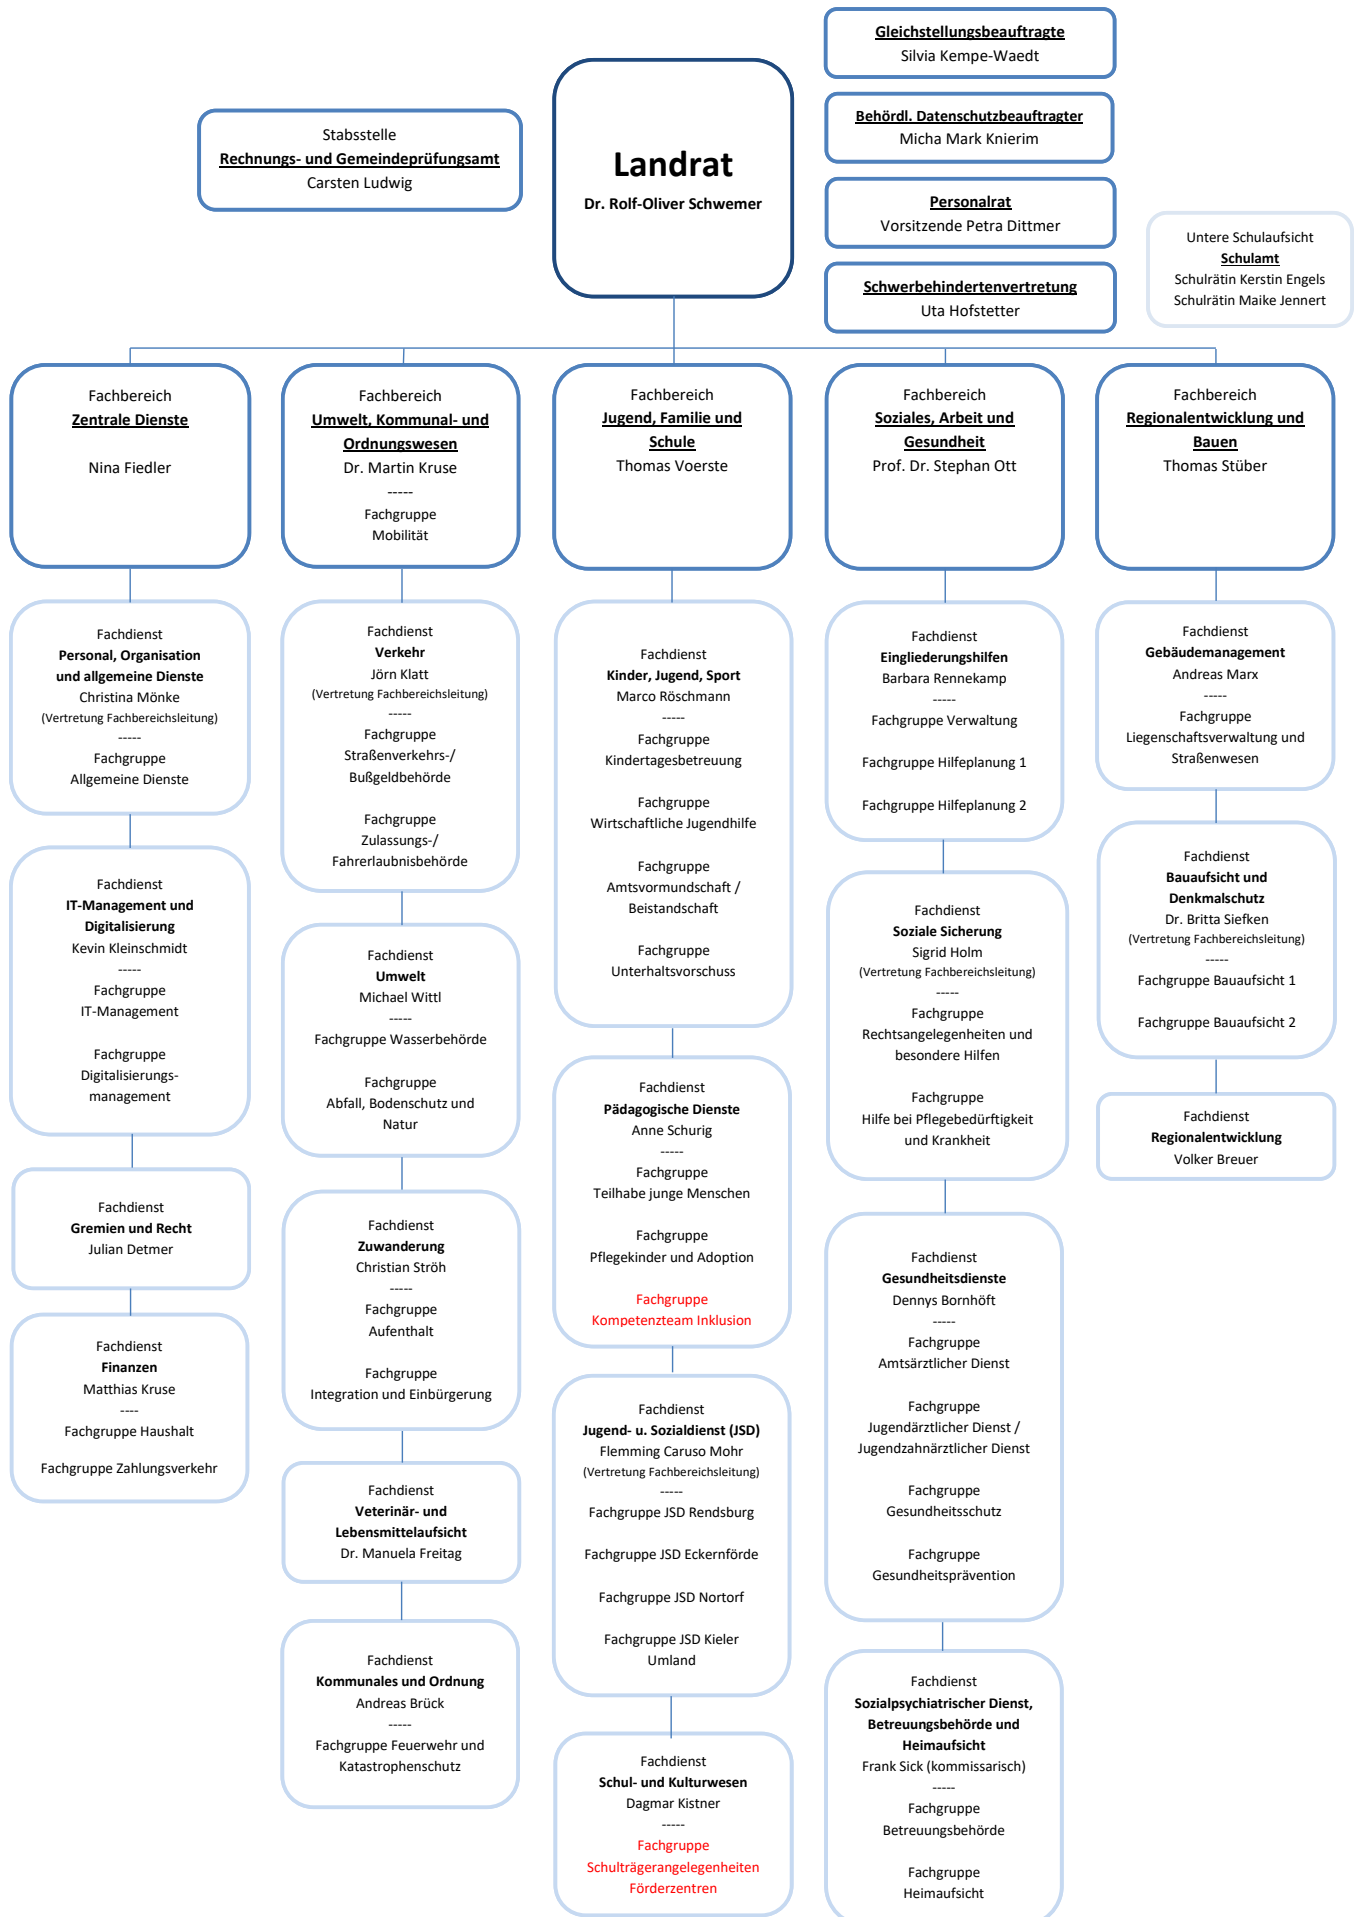 Gleichstellungsbeauftragte
Silvia Kempe-Waedt
Behördl. Datenschutzbeauftragter
Micha Mark Knierim
Personalrat
Vorsitzende Petra Dittmer
Schwerbehindertenvertretung
Uta Hofstetter
Stabsstelle
Rechnungs- und Gemeindeprüfungsamt
Carsten Ludwig
Landrat
Dr. Rolf-Oliver Schwemer
Untere Schulaufsicht
Schulamt
Schulrätin Kerstin Engels
Schulrätin Maike Jennert
Fachbereich
Zentrale Dienste
Nina Fiedler
Fachdienst
Personal, Organisation
und allgemeine Dienste
Christina Mönke
(Vertretung Fachbereichsleitung)
-----
Fachgruppe
Allgemeine Dienste
Fachdienst
IT-Management und
Digitalisierung
Kevin Kleinschmidt
-----
Fachgruppe
IT-Management
Fachgruppe
Digitalisierungs-
management
Fachdienst
Gremien und Recht
Julian Detmer
Fachdienst
Finanzen
Matthias Kruse
----
Fachgruppe Haushalt
Fachgruppe Zahlungsverkehr
Fachbereich
Umwelt, Kommunal- und
Ordnungswesen
Dr. Martin Kruse
-----
Fachgruppe
Mobilität
Fachdienst
Verkehr
Jörn Klatt
(Vertretung Fachbereichsleitung)
-----
Fachgruppe
Straßenverkehrs-/
Bußgeldbehörde
Fachgruppe
Zulassungs-/
Fahrerlaubnisbehörde
Fachdienst
Umwelt
Michael Wittl
-----
Fachgruppe Wasserbehörde
Fachgruppe
Abfall, Bodenschutz und
Natur
Fachdienst
Zuwanderung
Christian Ströh
-----
Fachgruppe
Aufenthalt
Fachgruppe
Integration und Einbürgerung
Fachdienst
Veterinär- und
Lebensmittelaufsicht
Dr. Manuela Freitag
Fachdienst
Kommunales und Ordnung
Andreas Brück
-----
Fachgruppe Feuerwehr und
Katastrophenschutz
Fachbereich
Jugend, Familie und
Schule
Thomas Voerste
Fachdienst
Kinder, Jugend, Sport
Marco Röschmann
-----
Fachgruppe
Kindertagesbetreuung
Fachgruppe
Wirtschaftliche Jugendhilfe
Fachgruppe
Amtsvormundschaft /
Beistandschaft
Fachgruppe
Unterhaltsvorschuss
Fachdienst
Pädagogische Dienste
Anne Schurig
-----
Fachgruppe
Teilhabe junge Menschen
Fachgruppe
Pflegekinder und Adoption
Fachgruppe
Kompetenzteam Inklusion
Fachdienst
Jugend- u. Sozialdienst (JSD)
Flemming Caruso Mohr
(Vertretung Fachbereichsleitung)
-----
Fachgruppe JSD Rendsburg
Fachgruppe JSD Eckernförde
Fachgruppe JSD Nortorf
Fachgruppe JSD Kieler
Umland
Fachdienst
Schul- und Kulturwesen
Dagmar Kistner
-----
Fachgruppe
Schulträgerangelegenheiten
Förderzentren
Fachbereich
Soziales, Arbeit und
Gesundheit
Prof. Dr. Stephan Ott
Fachdienst
Eingliederungshilfen
Barbara Rennekamp
-----
Fachgruppe Verwaltung
Fachgruppe Hilfeplanung 1
Fachgruppe Hilfeplanung 2
Fachdienst
Soziale Sicherung
Sigrid Holm
(Vertretung Fachbereichsleitung)
-----
Fachgruppe
Rechtsangelegenheiten und
besondere Hilfen
Fachgruppe
Hilfe bei Pflegebedürftigkeit
und Krankheit
Fachdienst
Gesundheitsdienste
Dennys Bornhöft
-----
Fachgruppe
Amtsärztlicher Dienst
Fachgruppe
Jugendärztlicher Dienst /
Jugendzahnärztlicher Dienst
Fachgruppe
Gesundheitsschutz
Fachgruppe
Gesundheitsprävention
Fachdienst
Sozialpsychiatrischer Dienst,
Betreuungsbehörde und
Heimaufsicht
Frank Sick (kommissarisch)
-----
Fachgruppe
Betreuungsbehörde
Fachgruppe
Heimaufsicht
Fachbereich
Regionalentwicklung und
Bauen
Thomas Stüber
Fachdienst
Gebäudemanagement
Andreas Marx
-----
Fachgruppe
Liegenschaftsverwaltung und
Straßenwesen
Fachdienst
Bauaufsicht und
Denkmalschutz
Dr. Britta Siefken
(Vertretung Fachbereichsleitung)
-----
Fachgruppe Bauaufsicht 1
Fachgruppe Bauaufsicht 2
Fachdienst
Regionalentwicklung
Volker Breuer